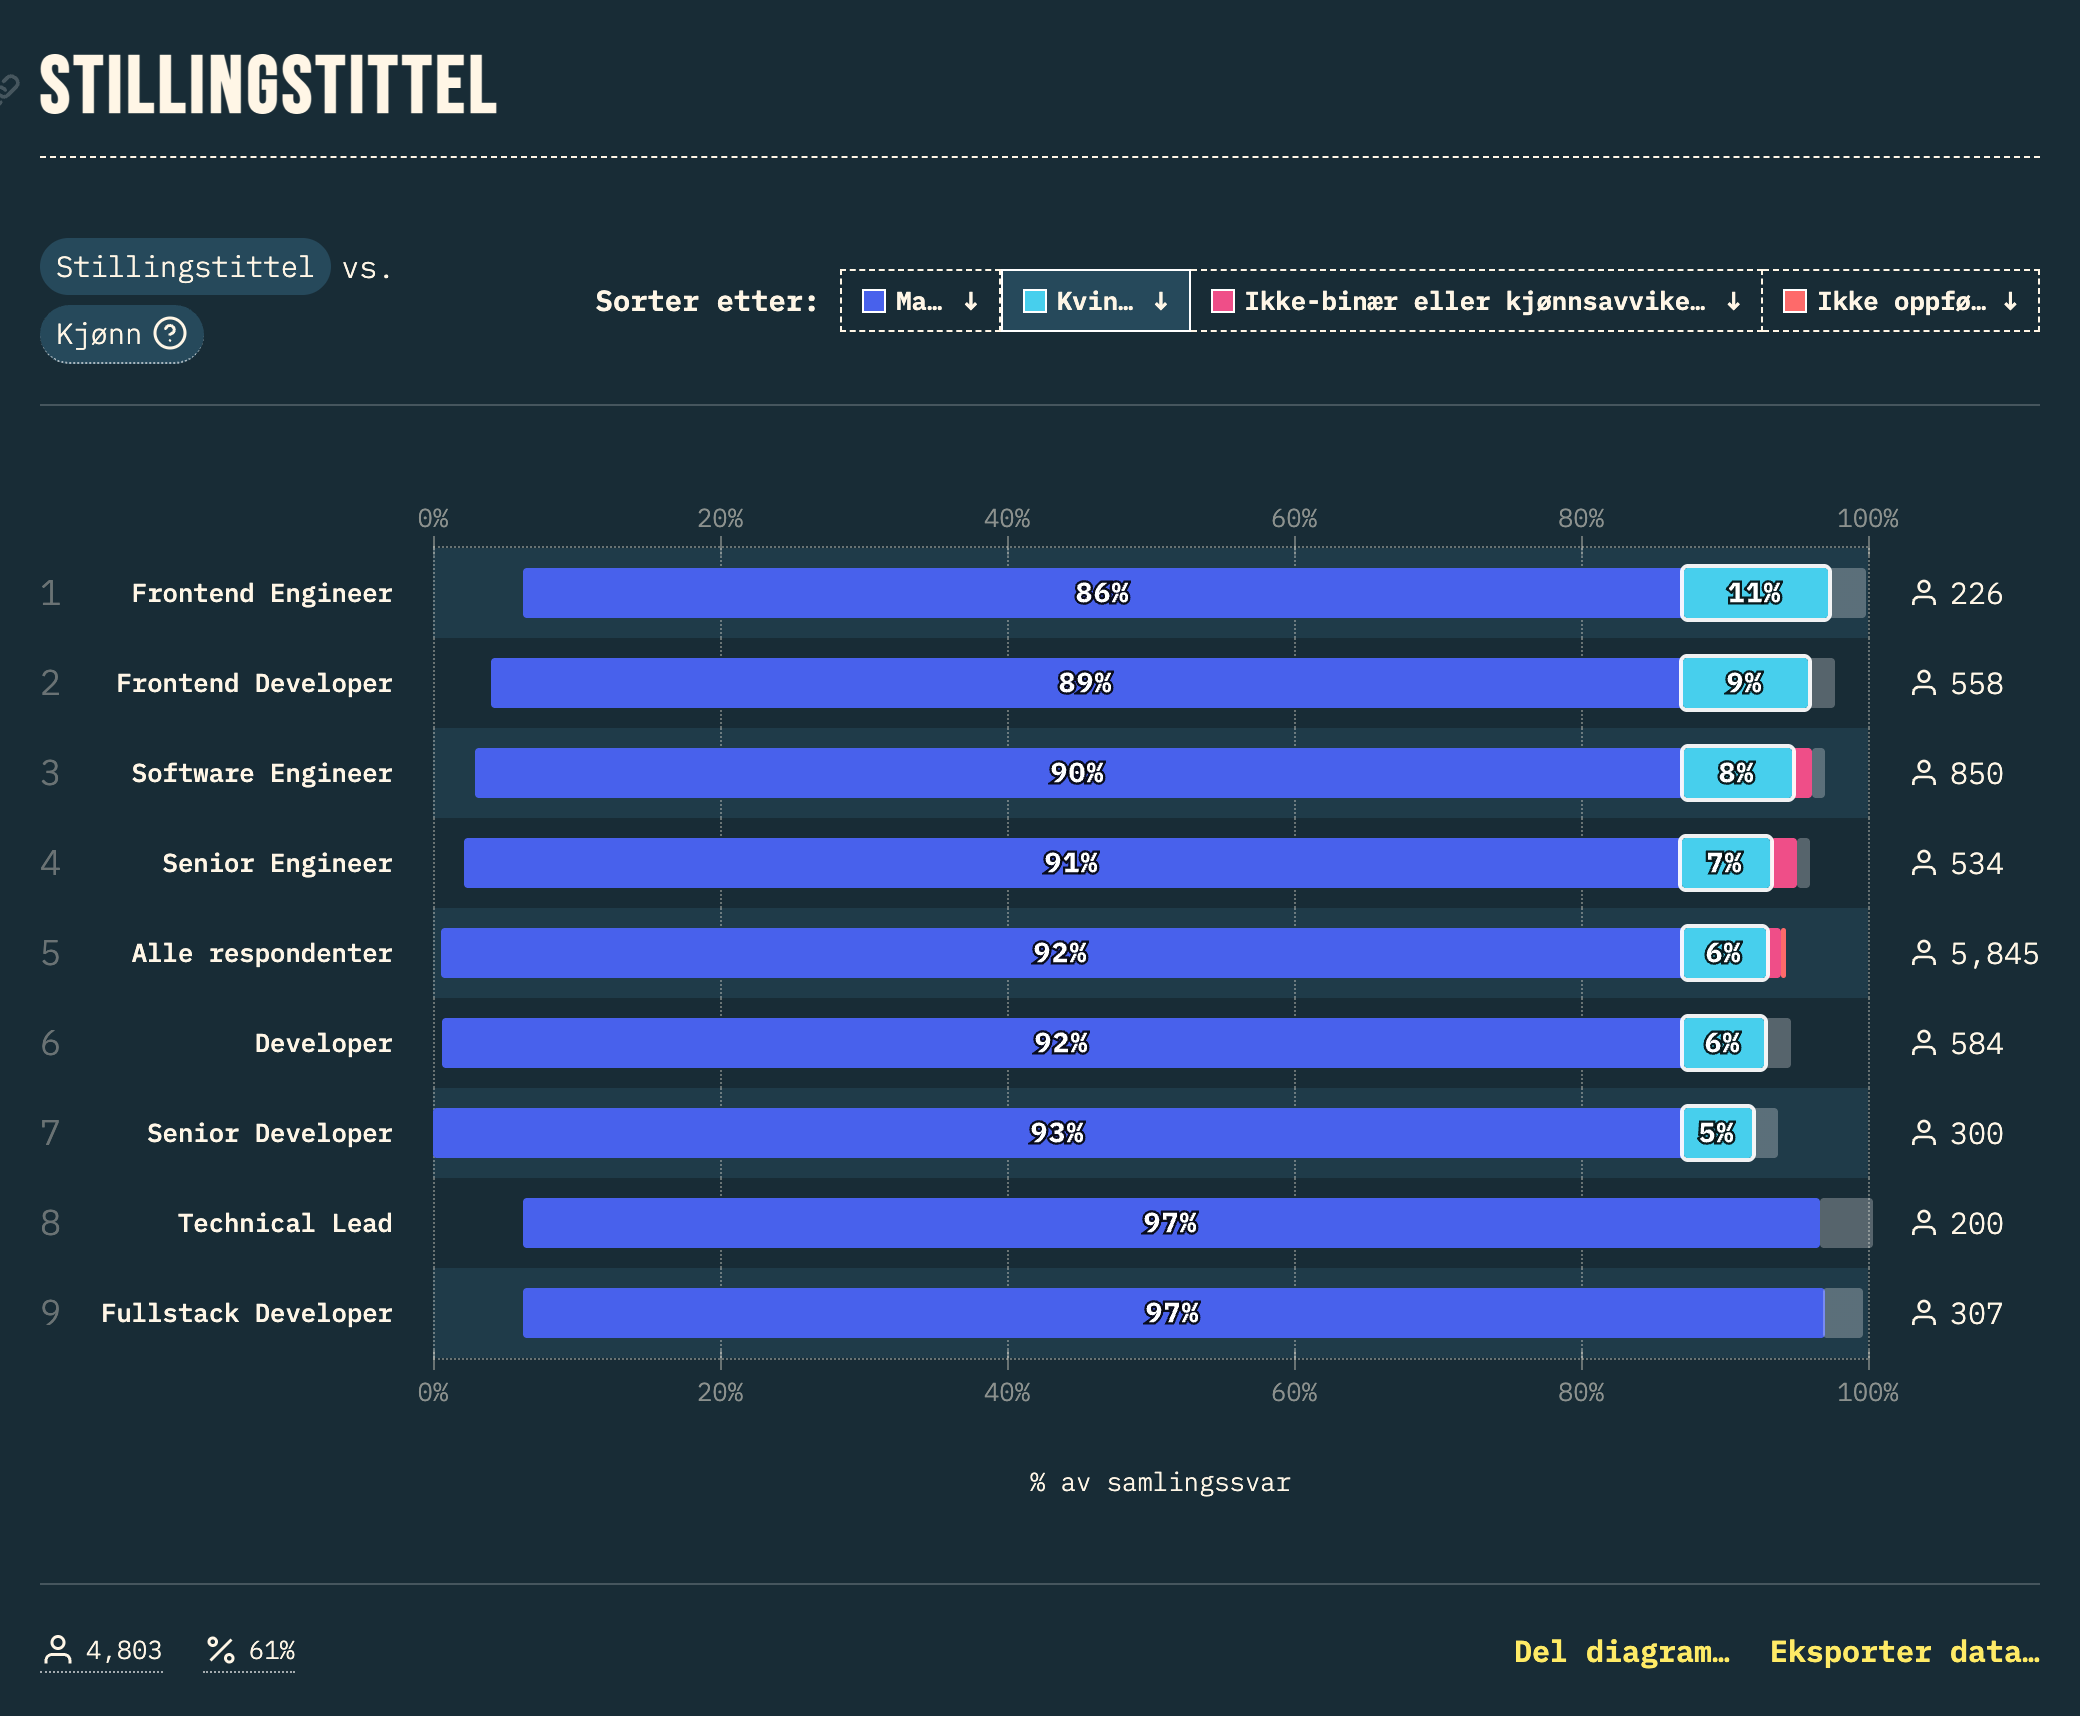 STILLINGSTITTEL
Stillingstittel vs.
Kjønn ?
Sorter etter: Ma… ↓ Kvin… ↓ Ikke-binær eller kjønnsavvike… ↓ Ikke oppfø… ↓
0% 20% 40% 60% 80% 100%
1 Frontend Engineer 86% 11% 226
2 Frontend Developer 89% 9% 558
3 Software Engineer 90% 8% 850
4 Senior Engineer 91% 7% 534
5 Alle respondenter 92% 6% 5,845
6 Developer 92% 6% 584
7 Senior Developer 93% 5% 300
8 Technical Lead 97% 200
9 Fullstack Developer 97% 307
0% 20% 40% 60% 80% 100%
% av samlingssvar
4,803 % 61% Del diagram… Eksporter data…